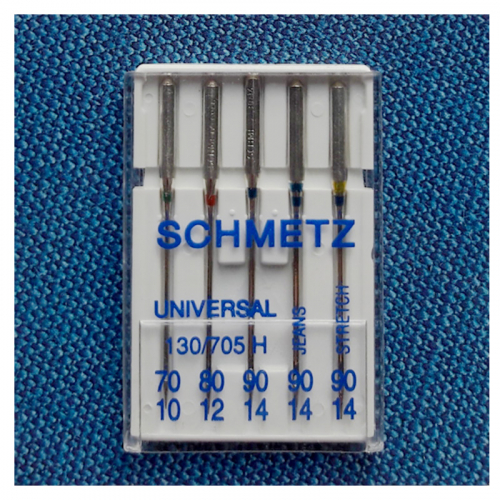 SCHMETZ
UNIVERSAL
130/705 H
JEANS
STRETCH
70 80 90 90 90
10 12 14 14 14